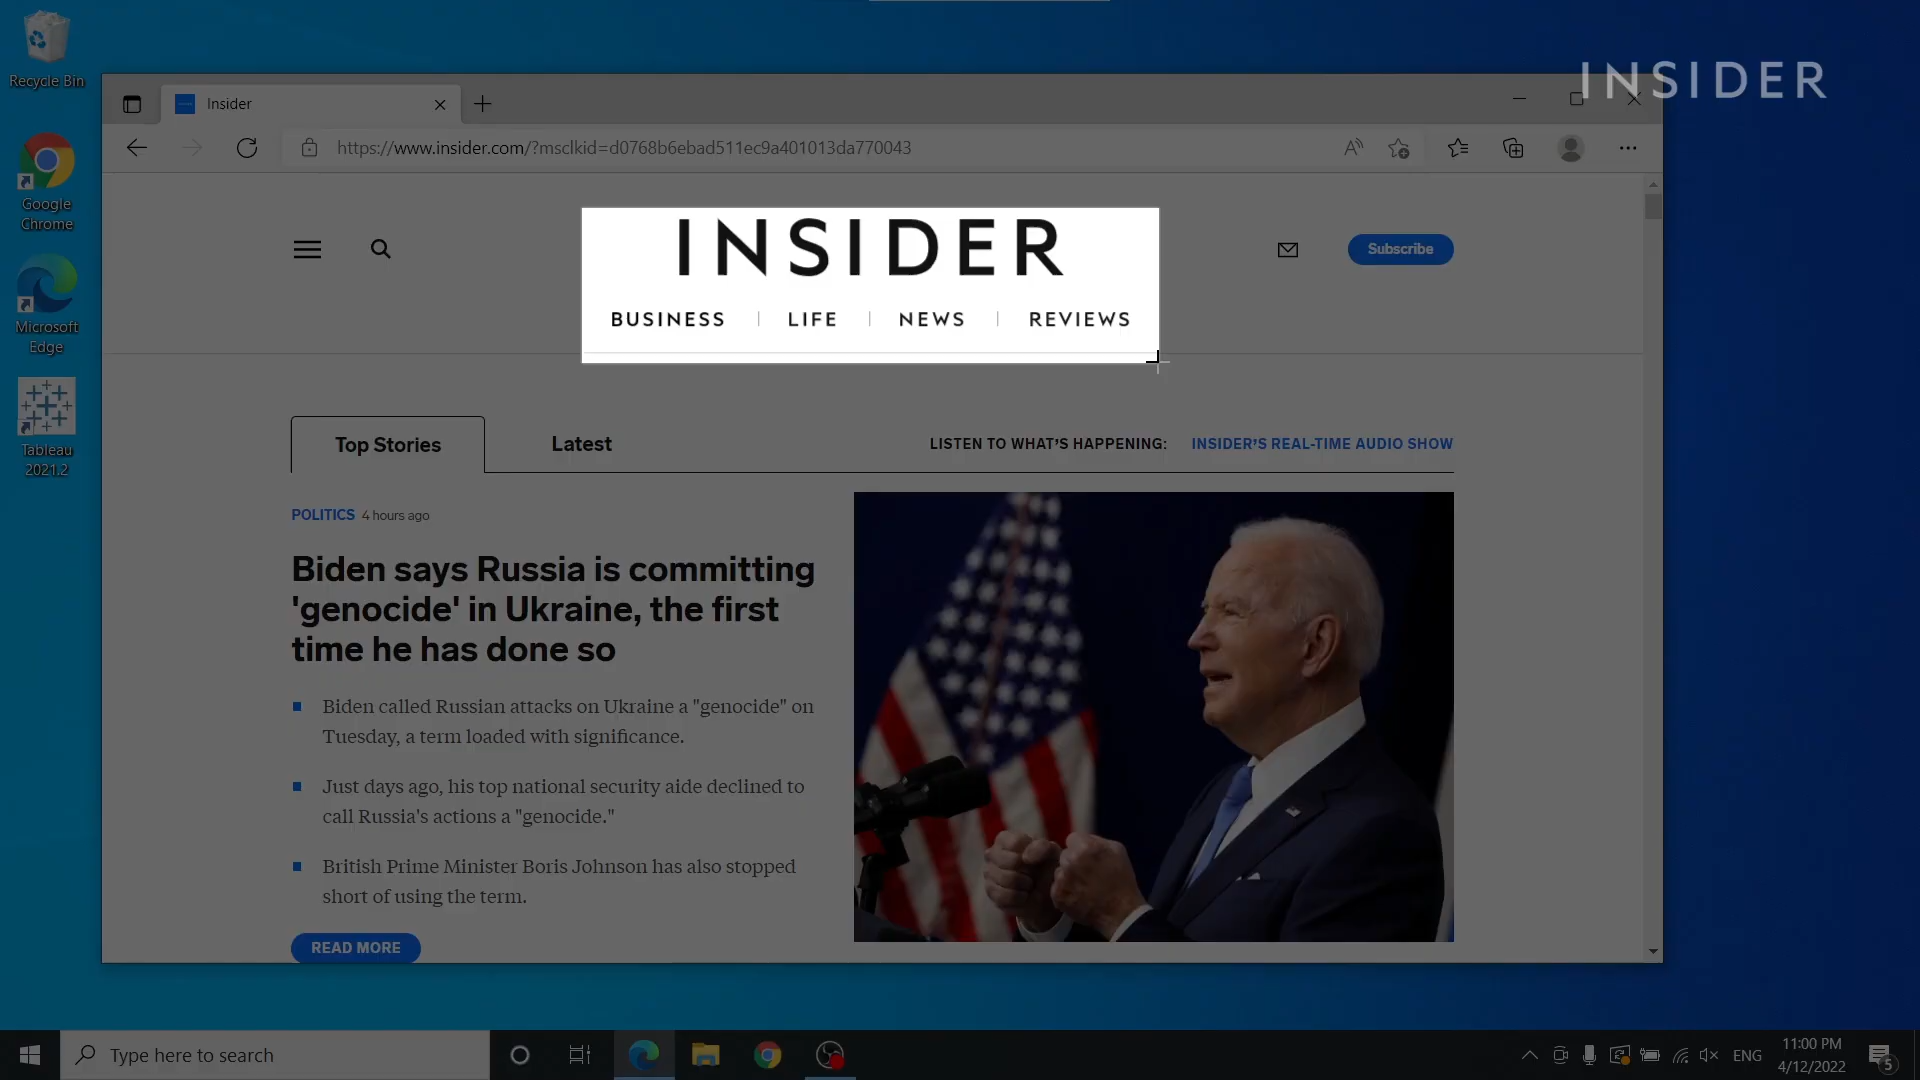 Recycle Bin
Google
Chrome
Microsoft
Edge
Tableau
2021.2
INSIDER
Insider
https://www.insider.com/?msclkid=d0768b6ebad511ec9a401013da770043
INSIDER
Subscribe
BUSINESS | LIFE | NEWS | REVIEWS
Top Stories
Latest
LISTEN TO WHAT’S HAPPENING: INSIDER’S REAL-TIME AUDIO SHOW
POLITICS 4 hours ago
Biden says Russia is committing
'genocide' in Ukraine, the first
time he has done so
Biden called Russian attacks on Ukraine a "genocide" on
Tuesday, a term loaded with significance.
Just days ago, his top national security aide declined to
call Russia's actions a "genocide."
British Prime Minister Boris Johnson has also stopped
short of using the term.
READ MORE
Type here to search
ENG
11:00 PM
4/12/2022
5